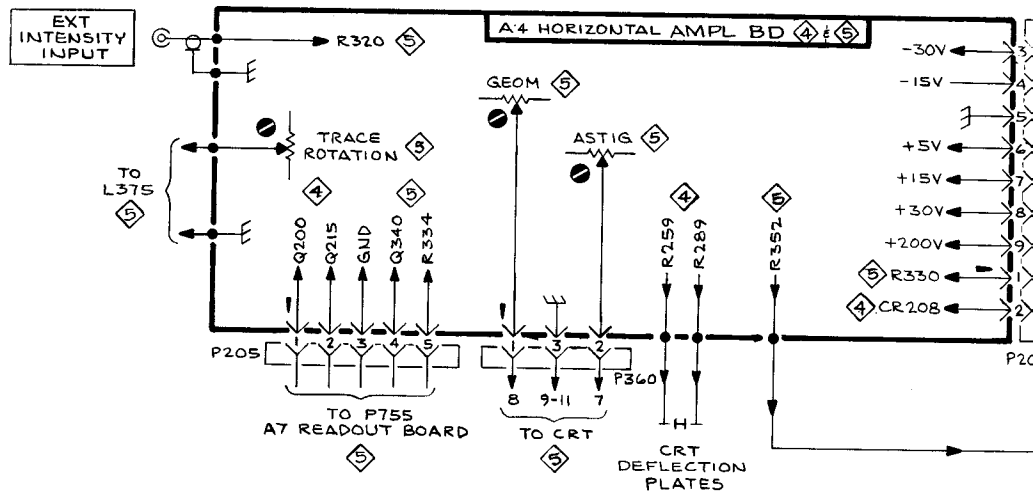 EXT
INTENSITY
INPUT
R320 5
A4 HORIZONTAL AMPL BD 4 & 5
-30V 3
-15V 4
5
+5V 6
+15V 7
+30V 8
+200V 9
5 R330 1
4 CR208 2
GEOM 5
ASTIG 5
TRACE
ROTATION 5
TO
L375
5
4
5
4
5
Q200
Q215
GND
Q340
R334
R259
R289
R352
P205
1 2 3 4 5
1 3 2
P360
8 9-11 7
TO P755
A7 READOUT BOARD
5
TO CRT
5
H
CRT
DEFLECTION
PLATES
P20